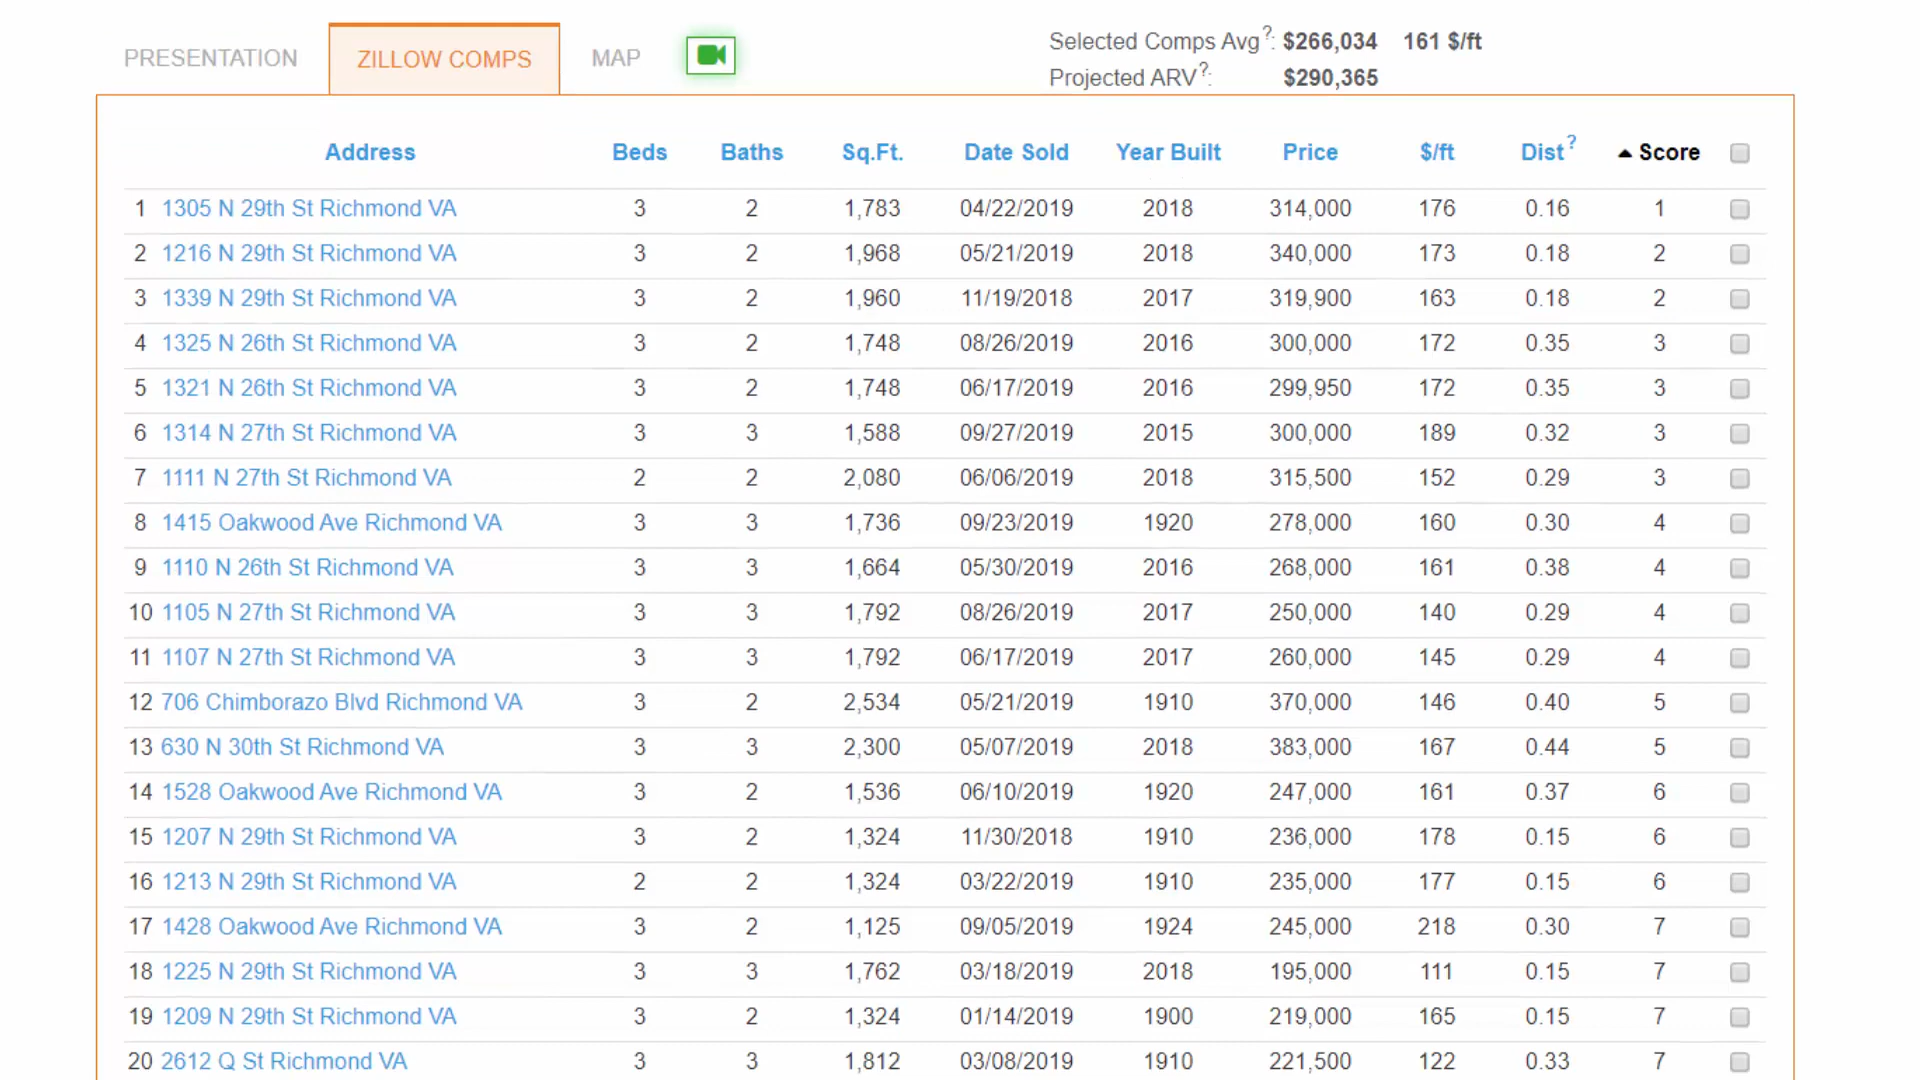 PRESENTATION ZILLOW COMPS MAP
Selected Comps Avg?: $266,034 161 $/ft
Projected ARV?: $290,365
Address Beds Baths Sq.Ft. Date Sold Year Built Price $/ft Dist? Score
1 1305 N 29th St Richmond VA 3 2 1,783 04/22/2019 2018 314,000 176 0.16 1
2 1216 N 29th St Richmond VA 3 2 1,968 05/21/2019 2018 340,000 173 0.18 2
3 1339 N 29th St Richmond VA 3 2 1,960 11/19/2018 2017 319,900 163 0.18 2
4 1325 N 26th St Richmond VA 3 2 1,748 08/26/2019 2016 300,000 172 0.35 3
5 1321 N 26th St Richmond VA 3 2 1,748 06/17/2019 2016 299,950 172 0.35 3
6 1314 N 27th St Richmond VA 3 3 1,588 09/27/2019 2015 300,000 189 0.32 3
7 1111 N 27th St Richmond VA 2 2 2,080 06/06/2019 2018 315,500 152 0.29 3
8 1415 Oakwood Ave Richmond VA 3 3 1,736 09/23/2019 1920 278,000 160 0.30 4
9 1110 N 26th St Richmond VA 3 3 1,664 05/30/2019 2016 268,000 161 0.38 4
10 1105 N 27th St Richmond VA 3 3 1,792 08/26/2019 2017 250,000 140 0.29 4
11 1107 N 27th St Richmond VA 3 3 1,792 06/17/2019 2017 260,000 145 0.29 4
12 706 Chimborazo Blvd Richmond VA 3 2 2,534 05/21/2019 1910 370,000 146 0.40 5
13 630 N 30th St Richmond VA 3 3 2,300 05/07/2019 2018 383,000 167 0.44 5
14 1528 Oakwood Ave Richmond VA 3 2 1,536 06/10/2019 1920 247,000 161 0.37 6
15 1207 N 29th St Richmond VA 3 2 1,324 11/30/2018 1910 236,000 178 0.15 6
16 1213 N 29th St Richmond VA 2 2 1,324 03/22/2019 1910 235,000 177 0.15 6
17 1428 Oakwood Ave Richmond VA 3 2 1,125 09/05/2019 1924 245,000 218 0.30 7
18 1225 N 29th St Richmond VA 3 3 1,762 03/18/2019 2018 195,000 111 0.15 7
19 1209 N 29th St Richmond VA 3 2 1,324 01/14/2019 1900 219,000 165 0.15 7
20 2612 Q St Richmond VA 3 3 1,812 03/08/2019 1910 221,500 122 0.33 7